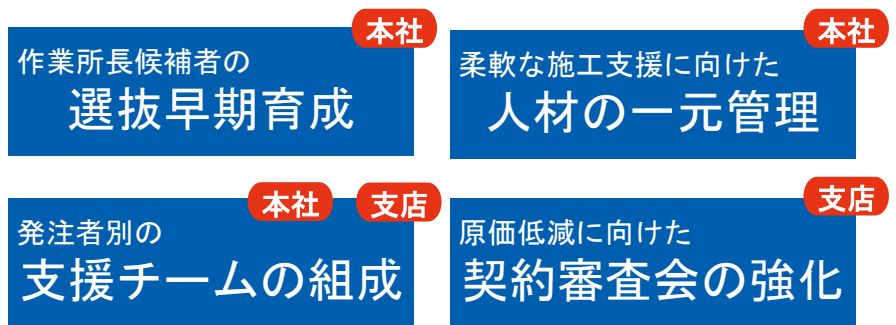 本社
作業所長候補者の
選抜早期育成
本社
柔軟な施工支援に向けた
人材の一元管理
本社 支店
発注者別の
支援チームの組成
支店
原価低減に向けた
契約審査会の強化